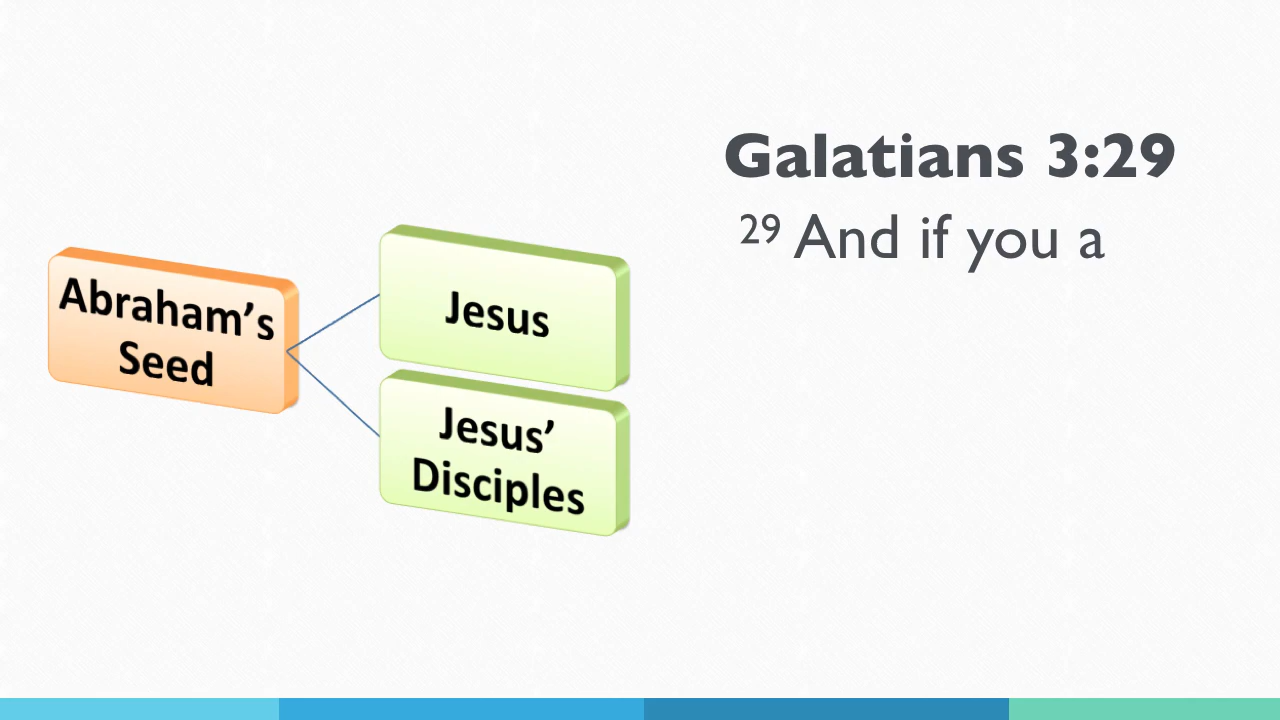 Abraham’s
Seed
Jesus
Jesus’
Disciples
Galatians 3:29
29 And if you a